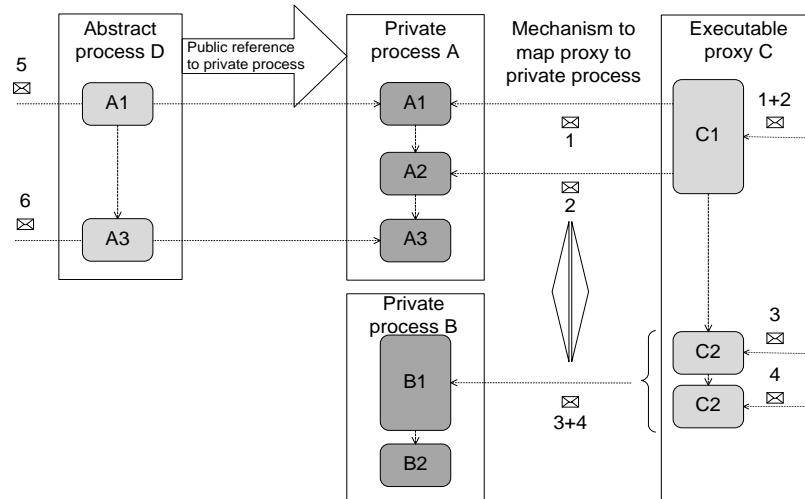 Abstract
process D
Public reference
to private process
Private
process A
Mechanism to
map proxy to
private process
Executable
proxy C
5
A1
A1
1
C1
1+2
A2
2
6
A3
A3
Private
process B
B1
3+4
C2
3
C2
4
B2